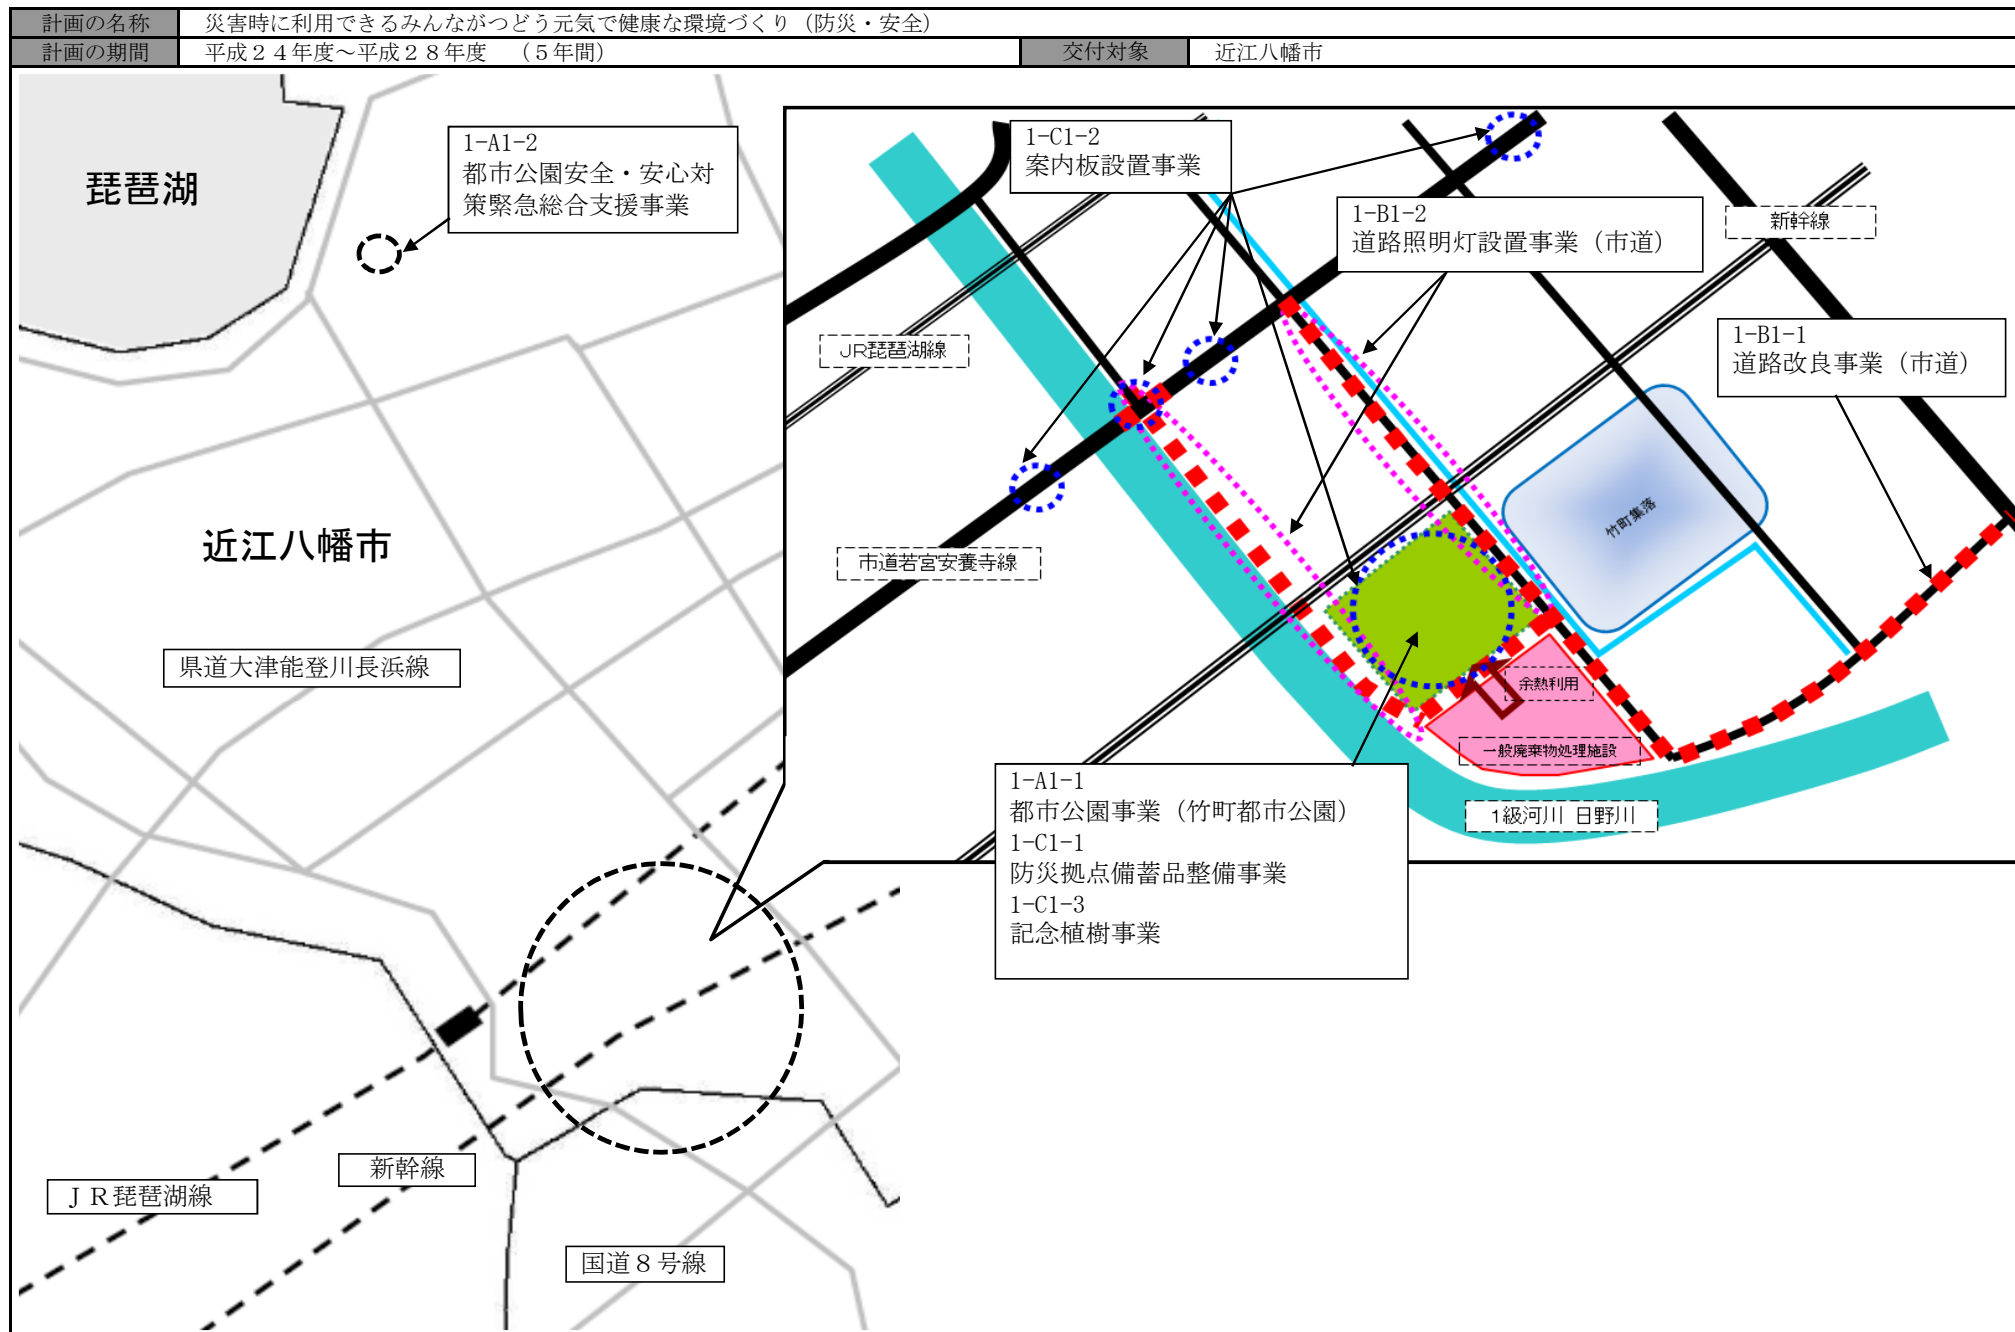 計画の名称
災害時に利用できるみんながつどう元気で健康な環境づくり（防災・安全）
計画の期間
平成２４年度～平成２８年度　（５年間）
交付対象
近江八幡市
琵琶湖
1-A1-2
都市公園安全・安心対
策緊急総合支援事業
近江八幡市
県道大津能登川長浜線
ＪＲ琵琶湖線
新幹線
国道８号線
1-C1-2
案内板設置事業
1-B1-2
道路照明灯設置事業（市道）
新幹線
1-B1-1
道路改良事業（市道）
JR琵琶湖線
市道若宮安養寺線
竹町集落
余熱利用
一般廃棄物処理施設
1級河川 日野川
1-A1-1
都市公園事業（竹町都市公園）
1-C1-1
防災拠点備蓄品整備事業
1-C1-3
記念植樹事業